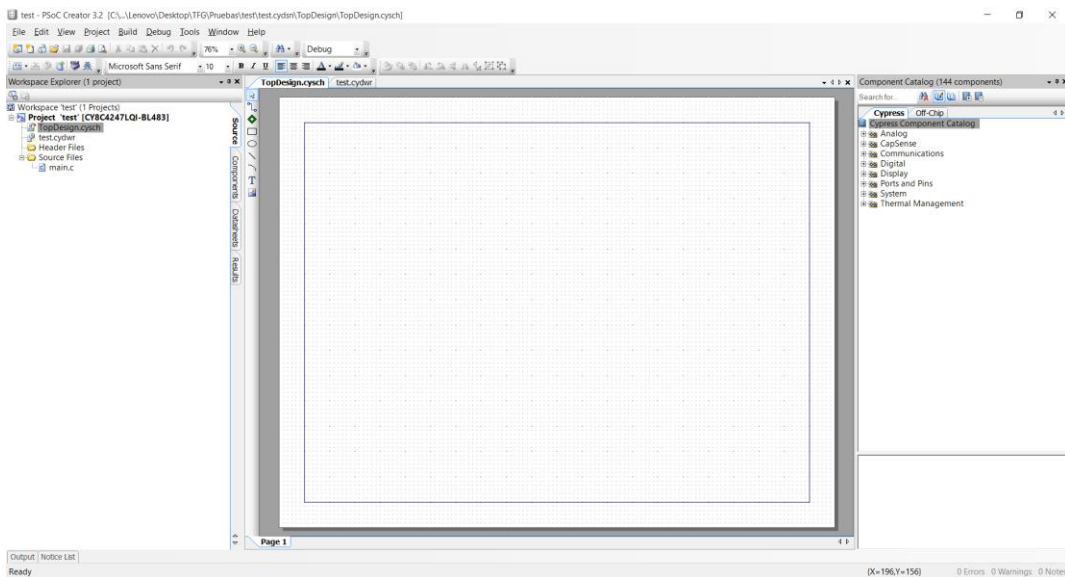 test - PSoC Creator 3.2 [C:\...\Lenovo\Desktop\TFG\Pruebas\test\test.cydsn\TopDesign\TopDesign.cysch]
File Edit View Project Build Debug Tools Window Help
76% Debug
Microsoft Sans Serif 10 B I U A
Workspace Explorer (1 project)
Workspace 'test' (1 Projects)
Project 'test' [CY8C4247LQI-BL483]
TopDesign.cysch
test.cydwr
Header Files
Source Files
main.c
Source
Components
Datasheets
Results
TopDesign.cysch test.cydwr
T
Page 1
Component Catalog (144 components)
Search for...
Cypress Off-Chip
Cypress Component Catalog
Analog
CapSense
Communications
Digital
Display
Ports and Pins
System
Thermal Management
Output Notice List
Ready
[X=196,Y=156] 0 Errors 0 Warnings 0 Notes